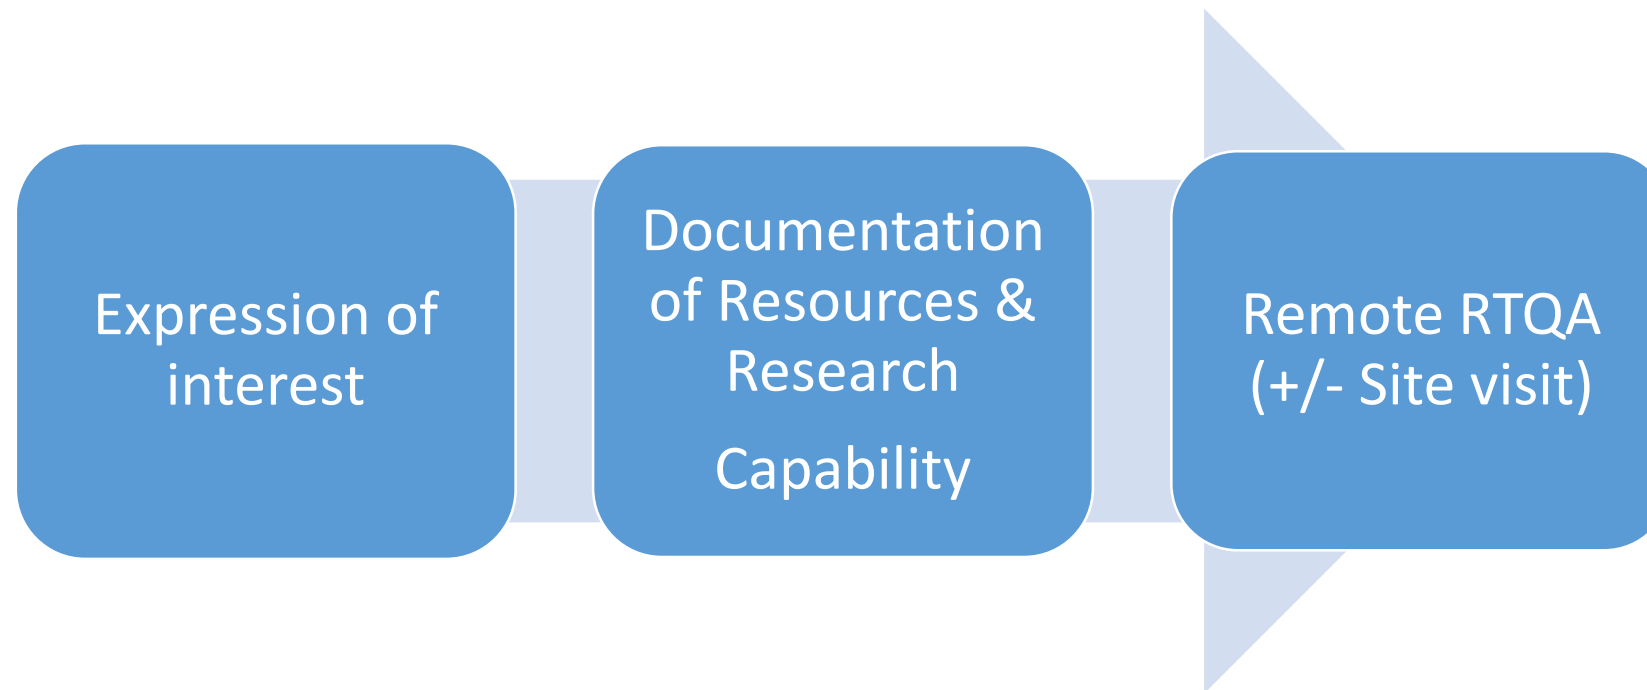 Expression of
interest
Documentation
of Resources &
Research
Capability
Remote RTQA
(+/- Site visit)